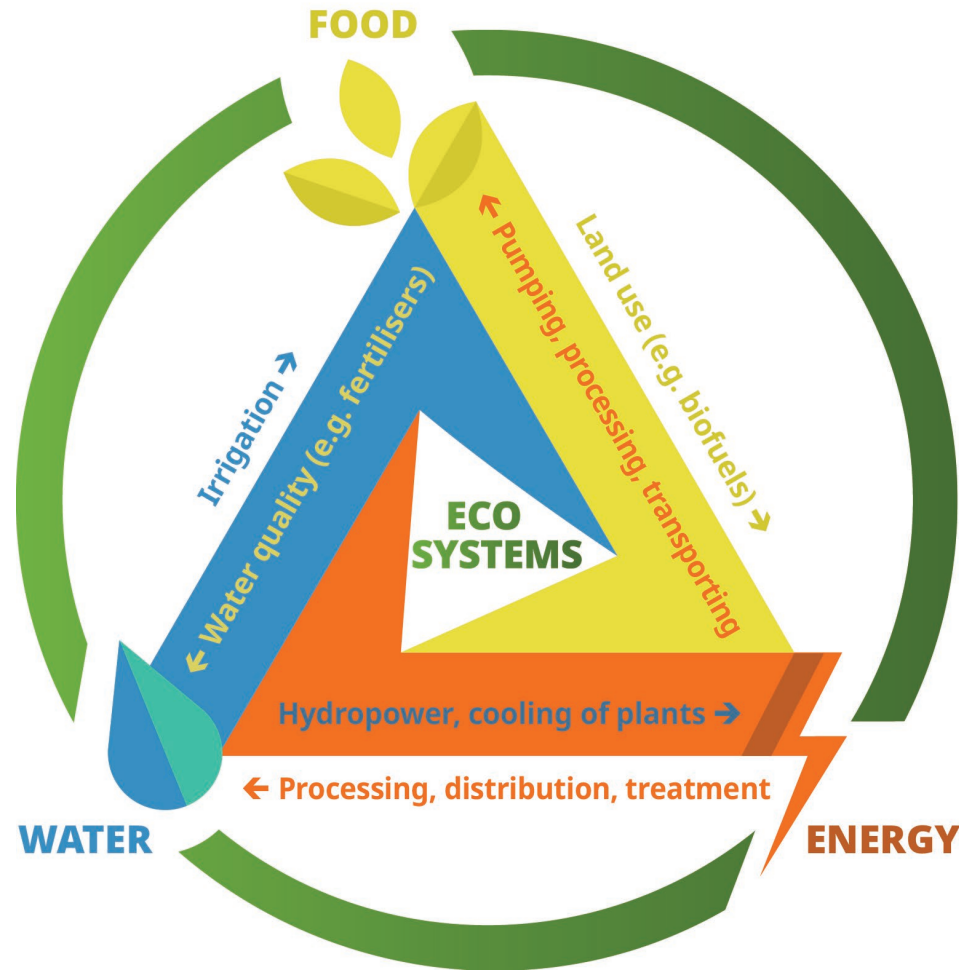 FOOD
Irrigation →
← Water quality (e.g. fertilisers)
← Pumping, processing, transporting
Land use (e.g. biofuels) →
ECO
SYSTEMS
Hydropower, cooling of plants →
← Processing, distribution, treatment
WATER
ENERGY